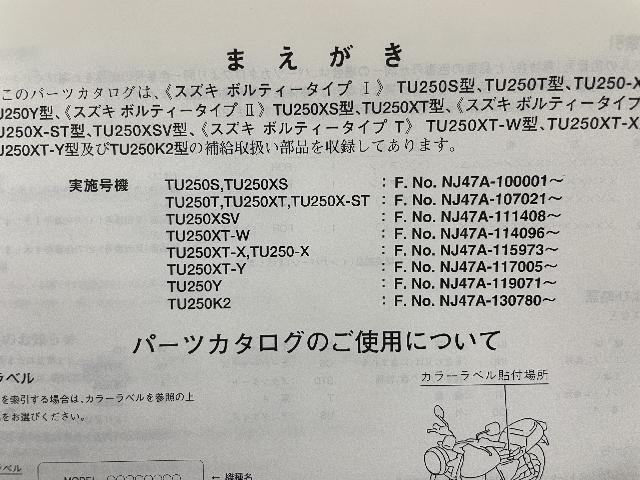 まえがき
このパーツカタログは、《スズキ ボルティータイプ Ⅰ》 TU250S型、TU250T型、TU250-X
U250Y型、《スズキ ボルティータイプ Ⅱ》 TU250XS型、TU250XT型、《スズキ ボルティータイプ
U250X-ST型、TU250XSV型、《スズキ ボルティータイプ T》 TU250XT-W型、TU250XT-X
U250XT-Y型及びTU250K2型の補給取扱い部品を収録してあります。
実施号機 TU250S,TU250XS : F. No. NJ47A-100001～
TU250T,TU250XT,TU250X-ST : F. No. NJ47A-107021～
TU250XSV : F. No. NJ47A-111408～
TU250XT-W : F. No. NJ47A-114096～
TU250XT-X,TU250-X : F. No. NJ47A-115973～
TU250XT-Y : F. No. NJ47A-117005～
TU250Y : F. No. NJ47A-119071～
TU250K2 : F. No. NJ47A-130780～
パーツカタログのご使用について
ラベル
を索引する場合は、カラーラベルを参照の上
をお選びください。
カラーラベル貼付場所
ラベル
MODEL ← 機種名